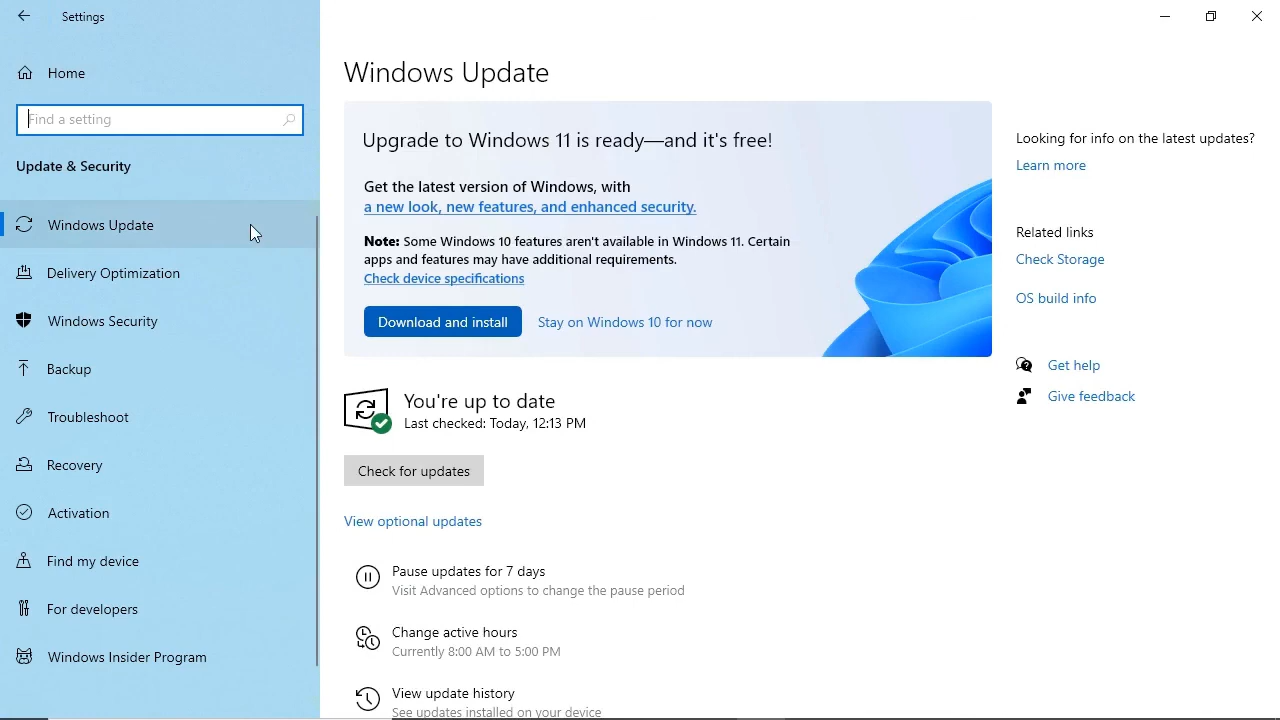 Settings
Home
Find a setting
Update & Security
Windows Update
Delivery Optimization
Windows Security
Backup
Troubleshoot
Recovery
Activation
Find my device
For developers
Windows Insider Program
Windows Update
Upgrade to Windows 11 is ready—and it's free!
Get the latest version of Windows, with
a new look, new features, and enhanced security.
Note: Some Windows 10 features aren't available in Windows 11. Certain
apps and features may have additional requirements.
Check device specifications
Download and install
Stay on Windows 10 for now
You're up to date
Last checked: Today, 12:13 PM
Check for updates
View optional updates
Pause updates for 7 days
Visit Advanced options to change the pause period
Change active hours
Currently 8:00 AM to 5:00 PM
View update history
See updates installed on your device
Looking for info on the latest updates?
Learn more
Related links
Check Storage
OS build info
Get help
Give feedback